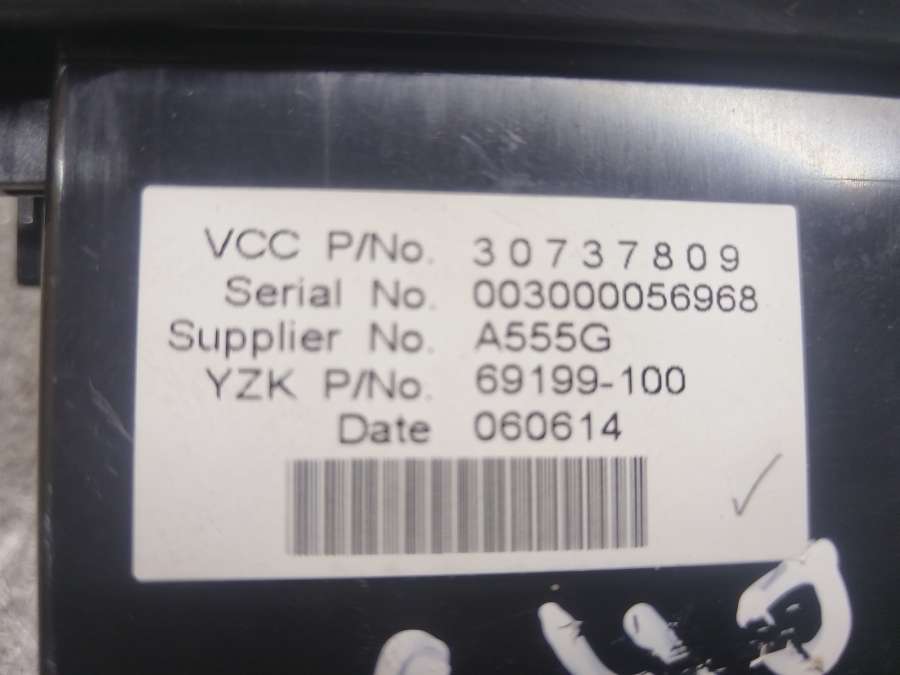 VCC P/No. 30737809
Serial No. 003000056968
Supplier No. A555G
YZK P/No. 69199-100
Date 060614